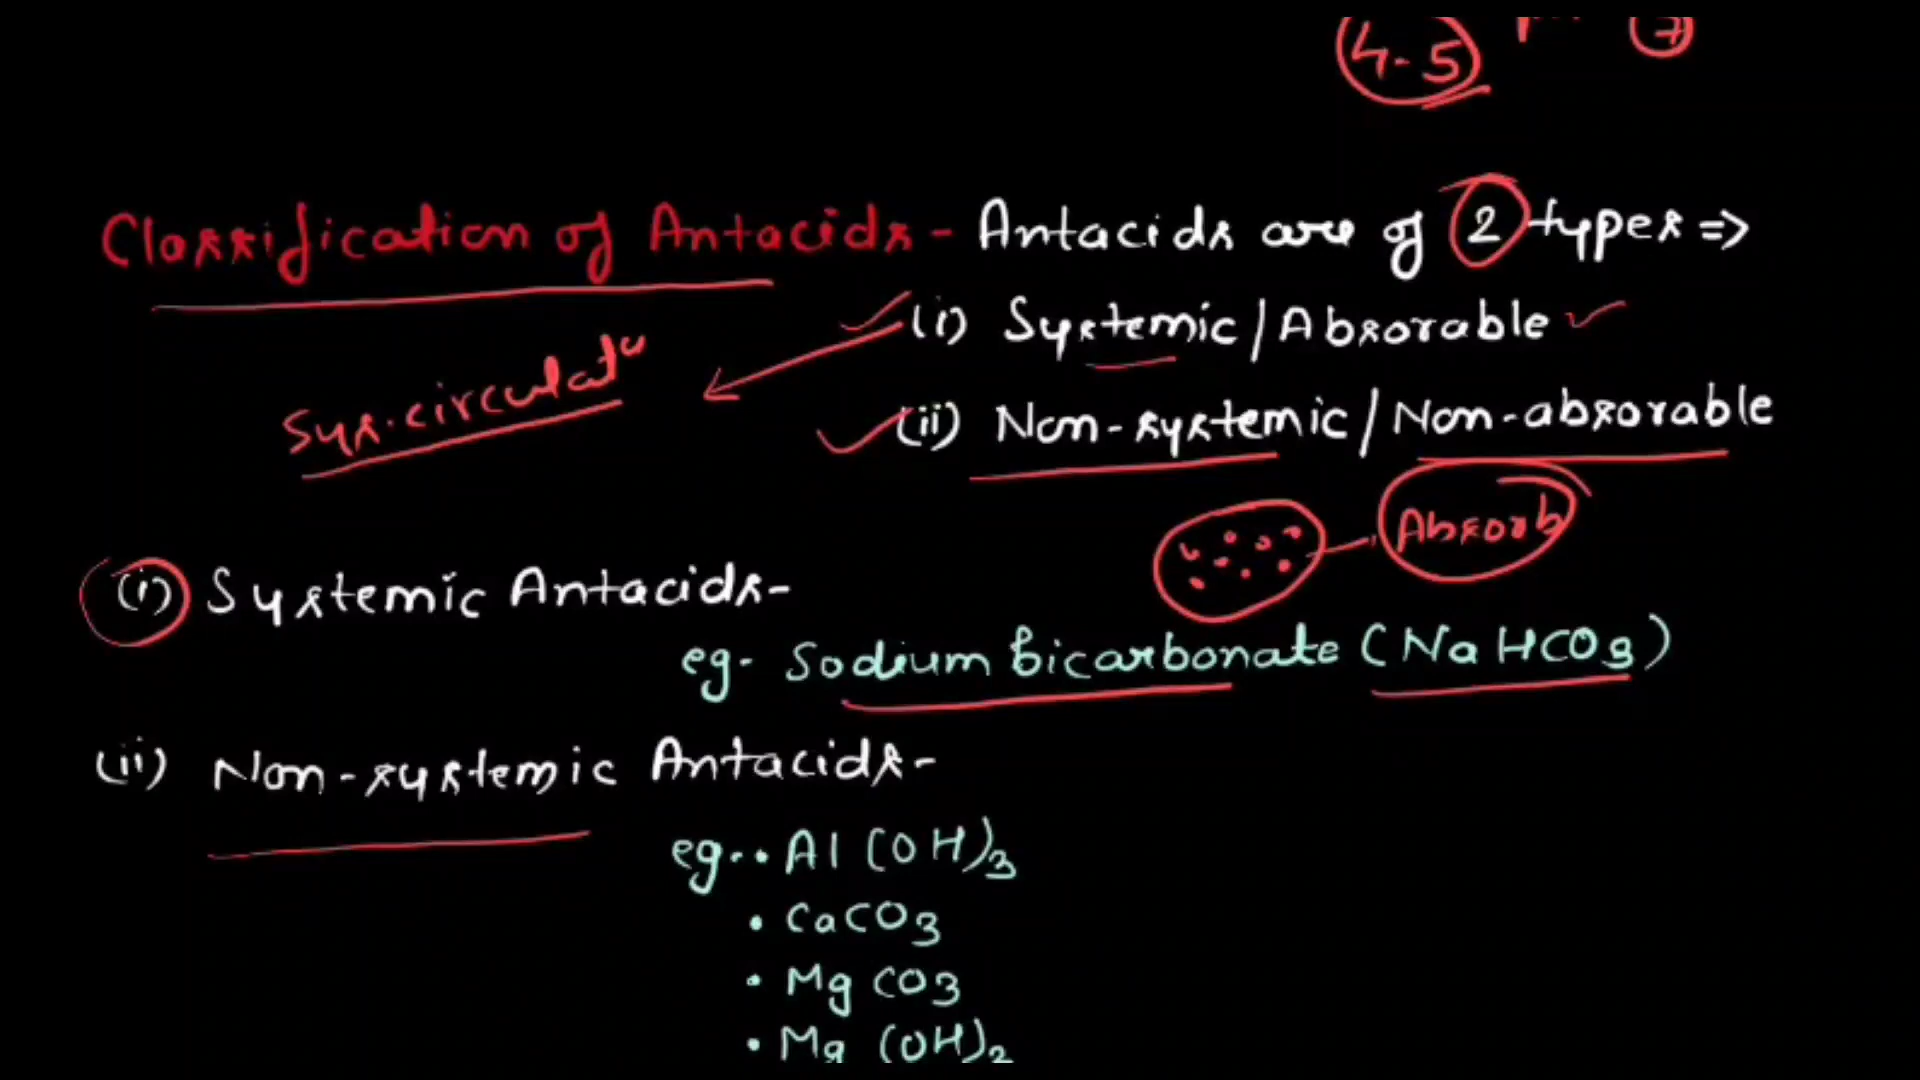 4-5 7
Classification of Antacids - Antacids are of 2 types ⇒
(i) Systemic/Absorable
Sys.circulatn
(ii) Non-systemic/Non-absorable
Absorb
(i) Systemic Antacids-
eg- Sodium Bicarbonate (NaHCO3)
(ii) Non-systemic Antacids-
eg-• Al(OH)3
• CaCO3
• MgCO3
• Mg(OH)2